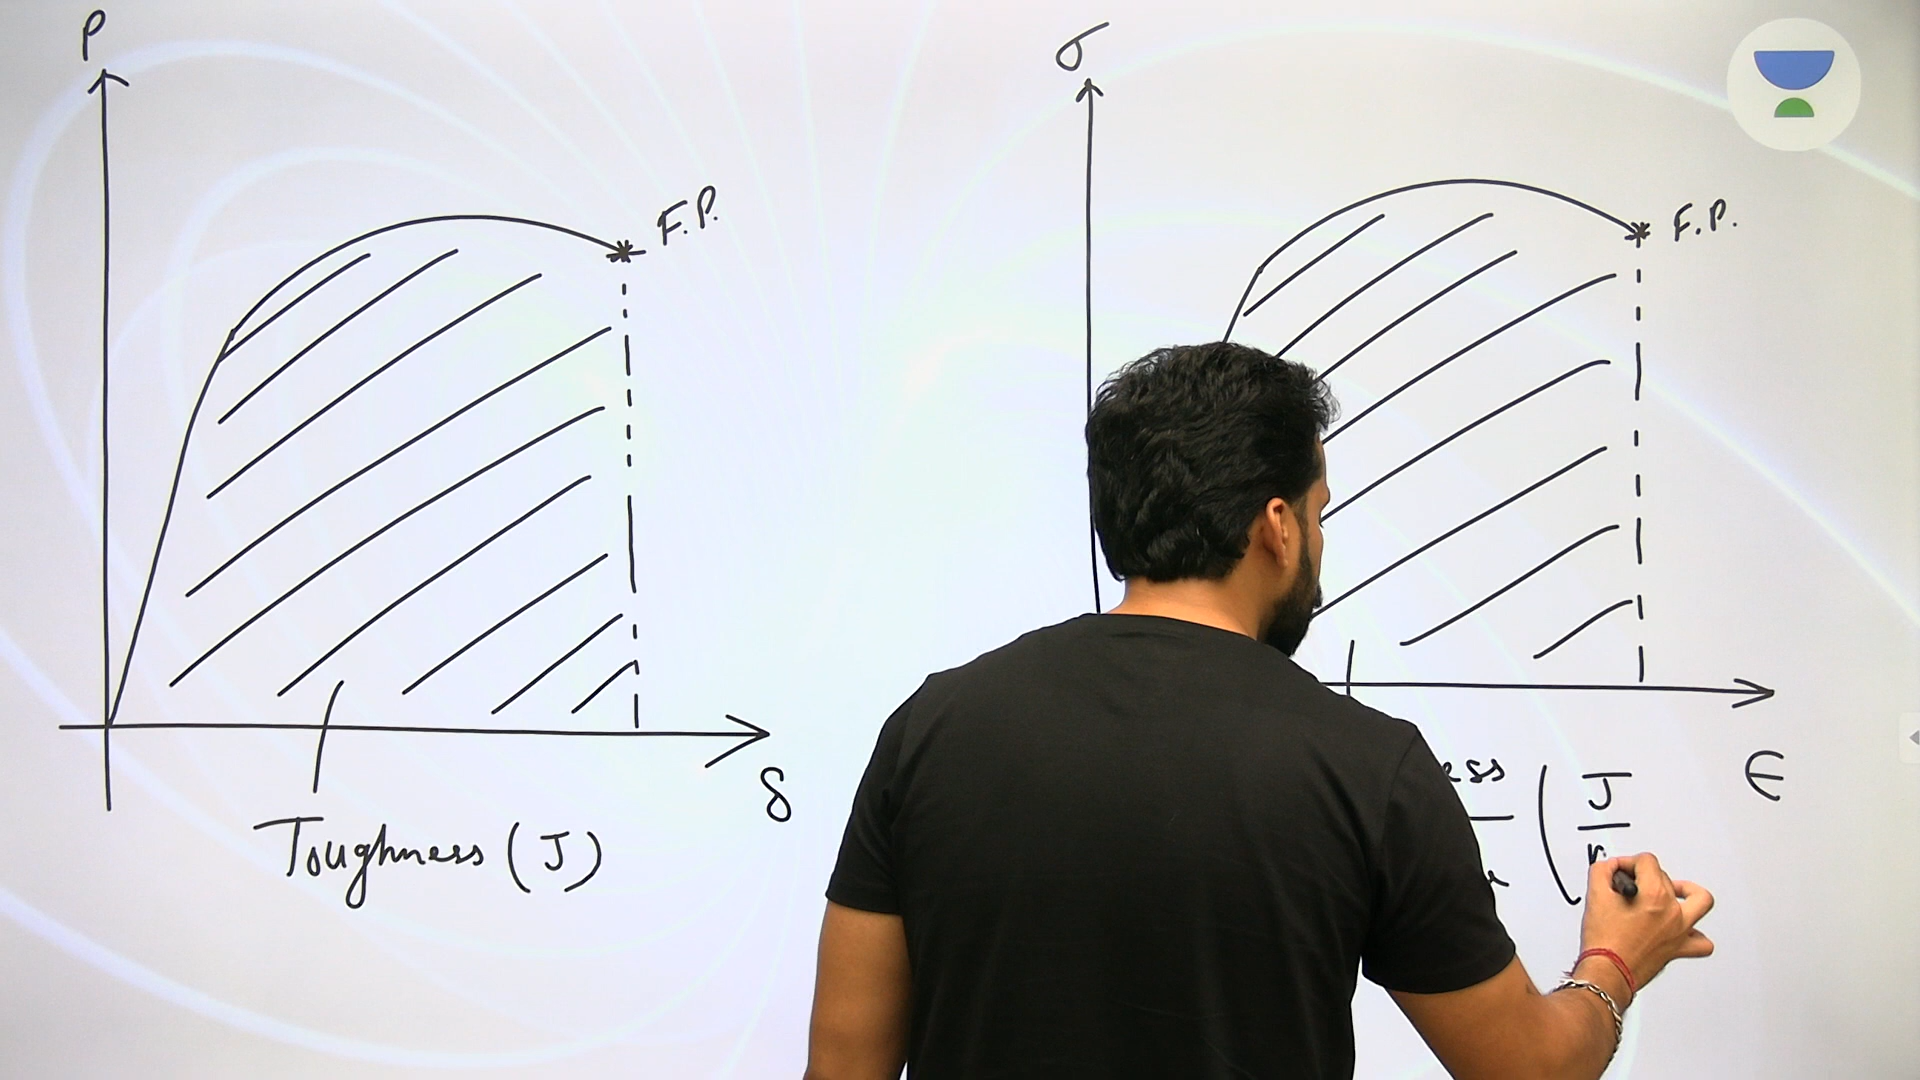 P
F.P.
δ
Toughness (J)
σ
F.P.
ε
ess
( J